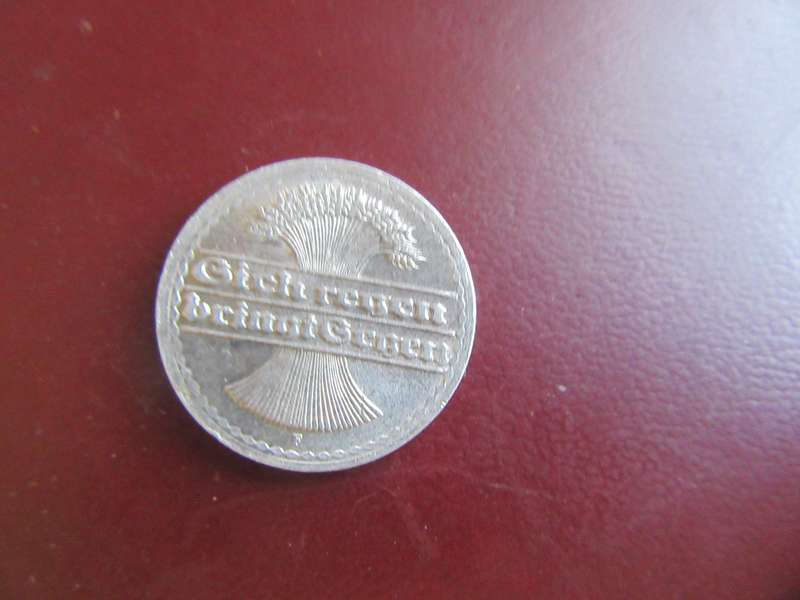 Sich regen
bringt Segen
F